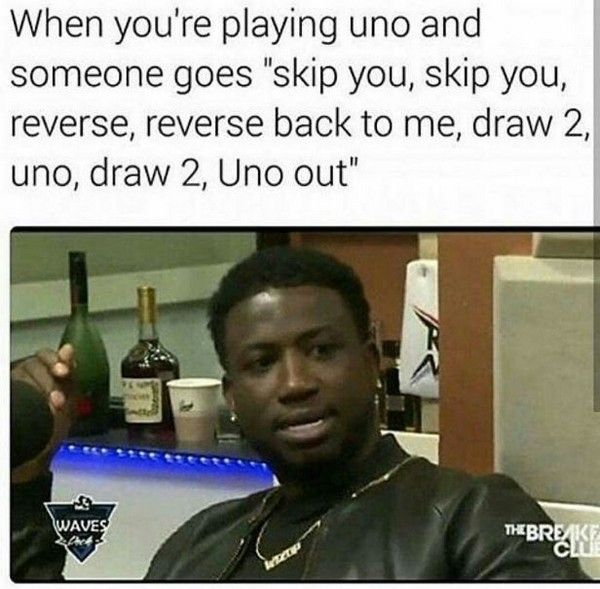 When you're playing uno and
someone goes "skip you, skip you,
reverse, reverse back to me, draw 2,
uno, draw 2, Uno out"
WAVES
THE BREAKFA
CLUB